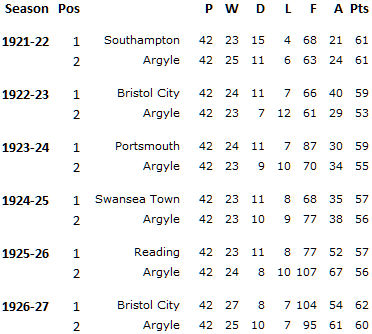 Season Pos P W D L F A Pts
1921-22 1 Southampton 42 23 15 4 68 21 61
2 Argyle 42 25 11 6 63 24 61
1922-23 1 Bristol City 42 24 11 7 66 40 59
2 Argyle 42 23 7 12 61 29 53
1923-24 1 Portsmouth 42 24 11 7 87 30 59
2 Argyle 42 23 9 10 70 34 55
1924-25 1 Swansea Town 42 23 11 8 68 35 57
2 Argyle 42 23 10 9 77 38 56
1925-26 1 Reading 42 23 11 8 77 52 57
2 Argyle 42 24 8 10 107 67 56
1926-27 1 Bristol City 42 27 8 7 104 54 62
2 Argyle 42 25 10 7 95 61 60